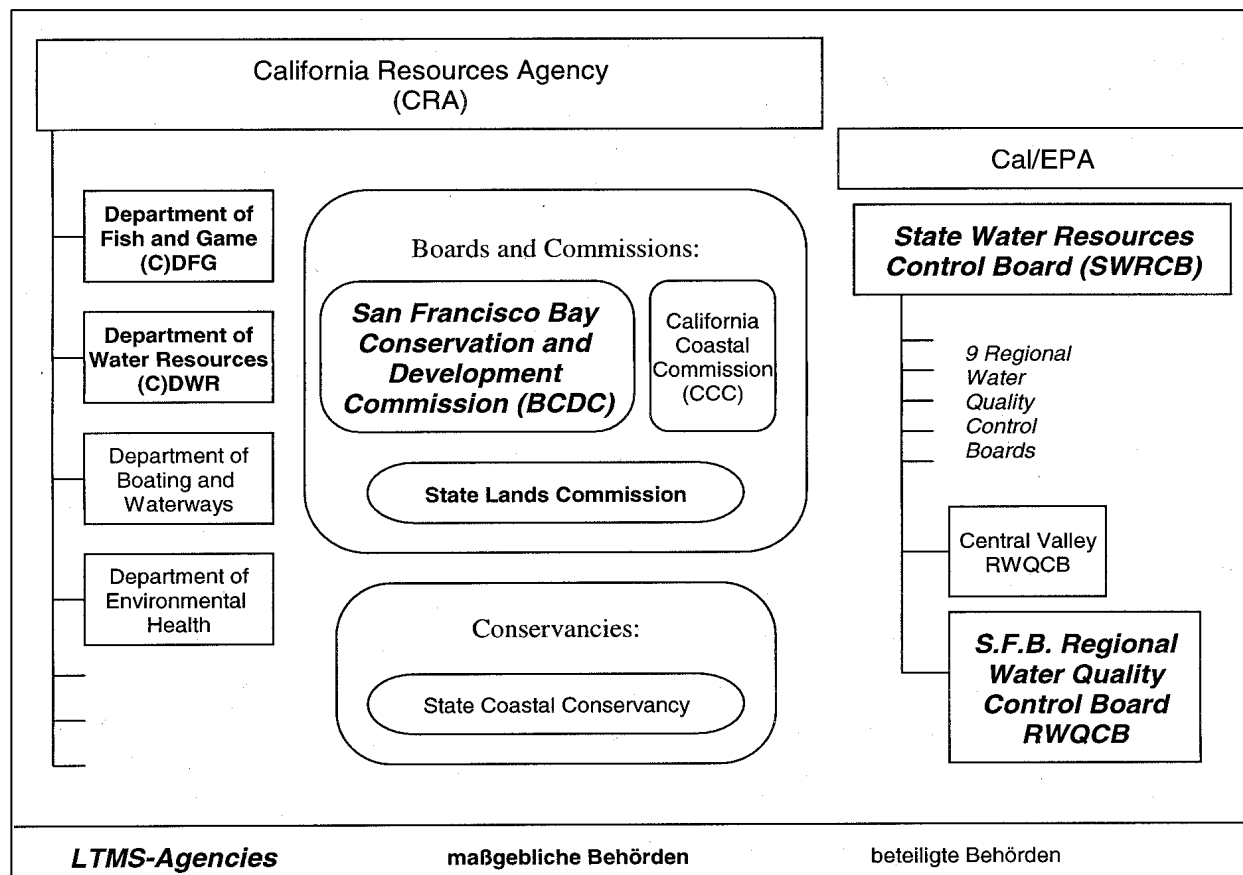 California Resources Agency
(CRA)
Cal/EPA
Department of
Fish and Game
(C)DFG
Department of
Water Resources
(C)DWR
Department of
Boating and
Waterways
Department of
Environmental
Health
Boards and Commissions:
San Francisco Bay
Conservation and
Development
Commission (BCDC)
California
Coastal
Commission
(CCC)
State Lands Commission
Conservancies:
State Coastal Conservancy
State Water Resources
Control Board (SWRCB)
9 Regional
Water
Quality
Control
Boards
Central Valley
RWQCB
S.F.B. Regional
Water Quality
Control Board
RWQCB
LTMS-Agencies
maßgebliche Behörden
beteiligte Behörden